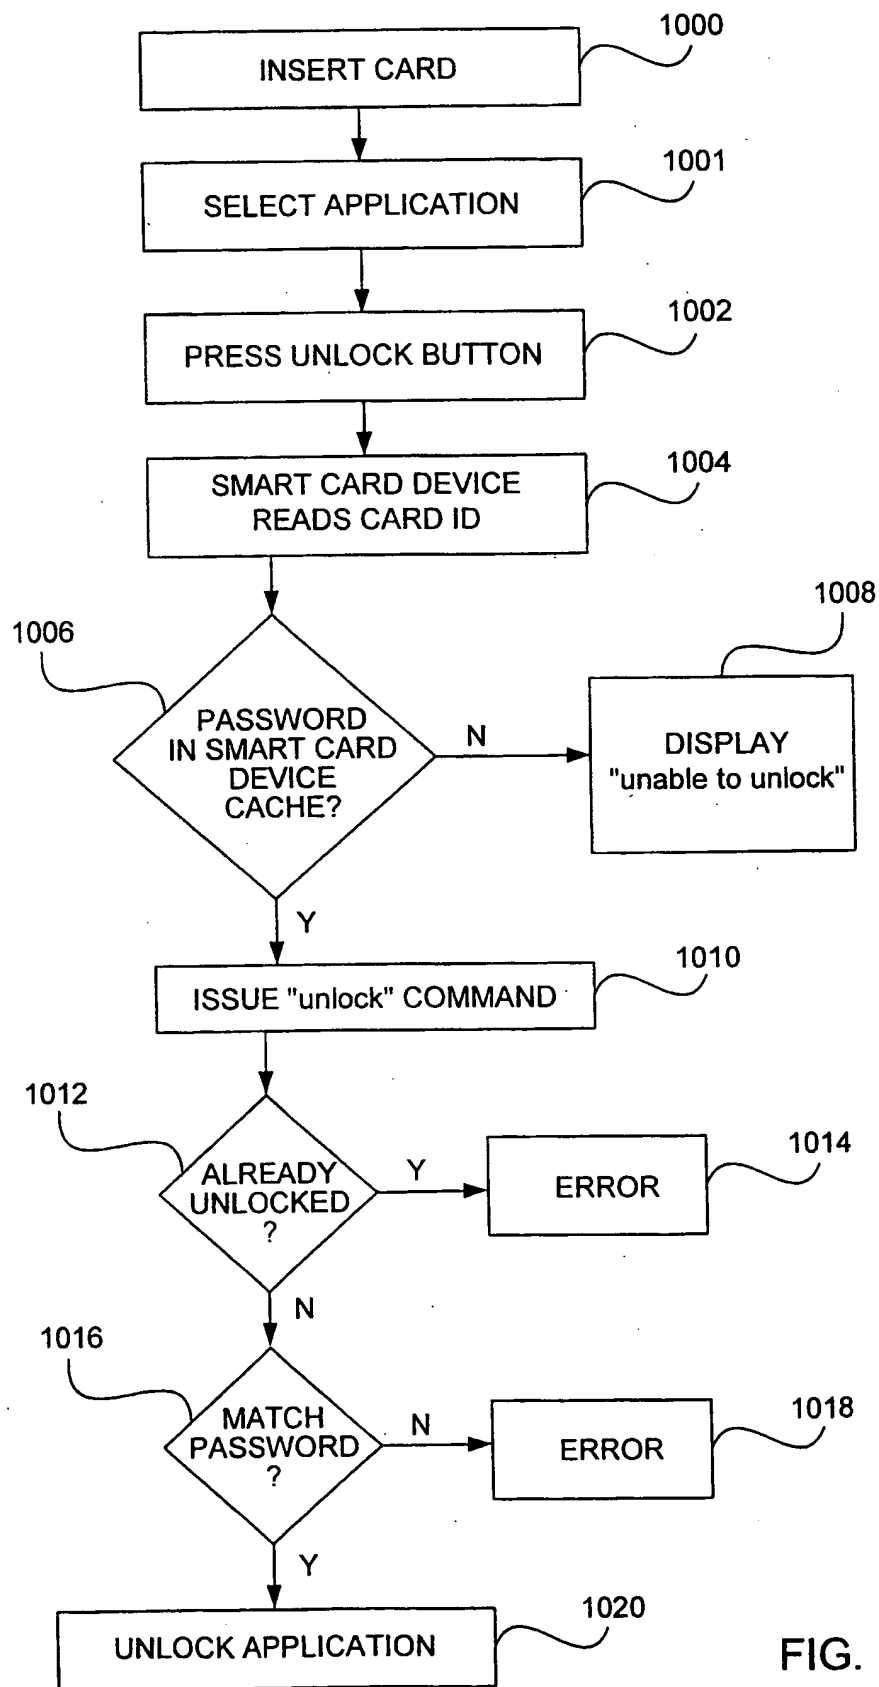 1000
INSERT CARD
1001
SELECT APPLICATION
1002
PRESS UNLOCK BUTTON
1004
SMART CARD DEVICE
READS CARD ID
1006
1008
PASSWORD
IN SMART CARD
DEVICE
CACHE?
N
DISPLAY
"unable to unlock"
Y
1010
ISSUE "unlock" COMMAND
1012
1014
ALREADY
UNLOCKED
?
Y
ERROR
N
1016
1018
MATCH
PASSWORD
?
N
ERROR
Y
1020
UNLOCK APPLICATION
FIG.